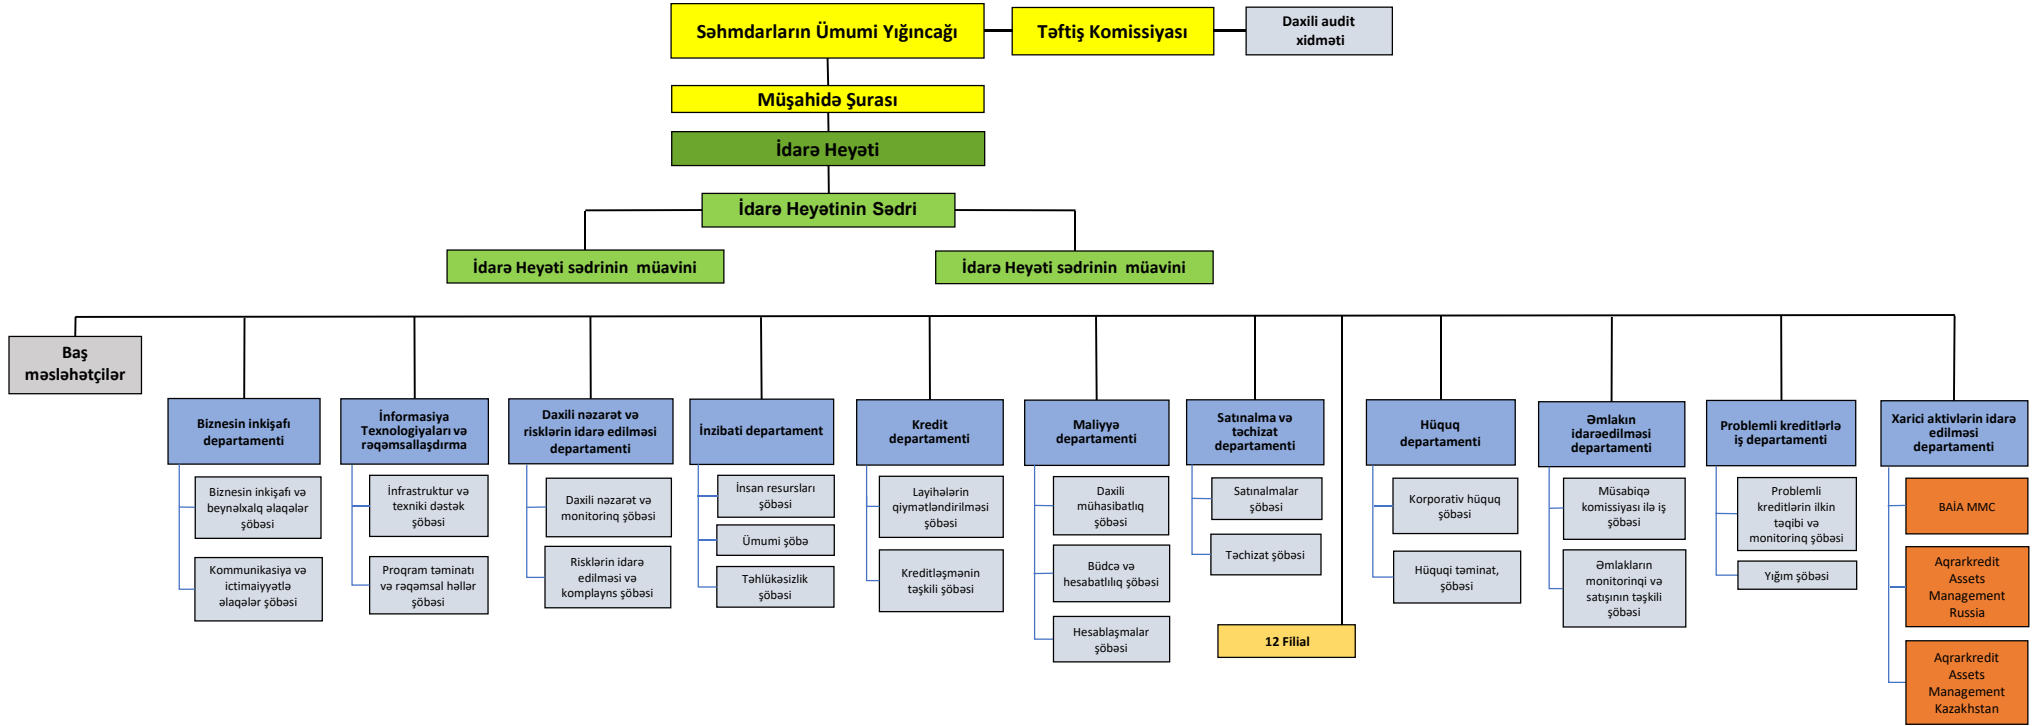 Səhmdarların Ümumi Yığıncağı
Təftiş Komissiyası
Daxili audit
xidməti
Müşahidə Şurası
İdarə Heyəti
İdarə Heyətinin Sədri
İdarə Heyəti sədrinin müavini
İdarə Heyəti sədrinin müavini
Baş
məsləhətçilər
Biznesin inkişafı
departamenti
Biznesin inkişafı və
beynəlxalq əlaqələr
şöbəsi
Kommunikasiya və
ictimaiyyətlə
əlaqələr şöbəsi
İnformasiya
Texnologiyaları və
rəqəmsallaşdırma
İnfrastruktur və
texniki dəstək
şöbəsi
Proqram təminatı
və rəqəmsal həllər
şöbəsi
Daxili nəzarət və
risklərin idarə edilməsi
departamenti
Daxili nəzarət və
monitorinq şöbəsi
Risklərin idarə
edilməsi və
komplayns şöbəsi
İnzibati departament
İnsan resursları
şöbəsi
Ümumi şöbə
Təhlükəsizlik
şöbəsi
Kredit
departamenti
Layihələrin
qiymətləndirilməsi
şöbəsi
Kreditləşmənin
təşkili şöbəsi
Maliyyə
departamenti
Daxili
mühasibatlıq
şöbəsi
Büdcə və
hesabatlılıq şöbəsi
Hesablaşmalar
şöbəsi
Satınalma və
təchizat
departamenti
Satınalmalar
şöbəsi
Təchizat şöbəsi
12 Filial
Hüquq
departamenti
Korporativ hüquq
şöbəsi
Hüquqi təminat,
şöbəsi
Əmlakın
idarəedilməsi
departamenti
Müsabiqə
komissiyası ilə iş
şöbəsi
Əmlakların
monitorinqi və
satışının təşkili
şöbəsi
Problemli kreditlərlə
iş departamenti
Problemli
kreditlərin ilkin
təqibi və
monitorinq şöbəsi
Yığım şöbəsi
Xarici aktivlərin idarə
edilməsi
departamenti
BAİA MMC
Aqrarkredit
Assets
Management
Russia
Aqrarkredit
Assets
Management
Kazakhstan